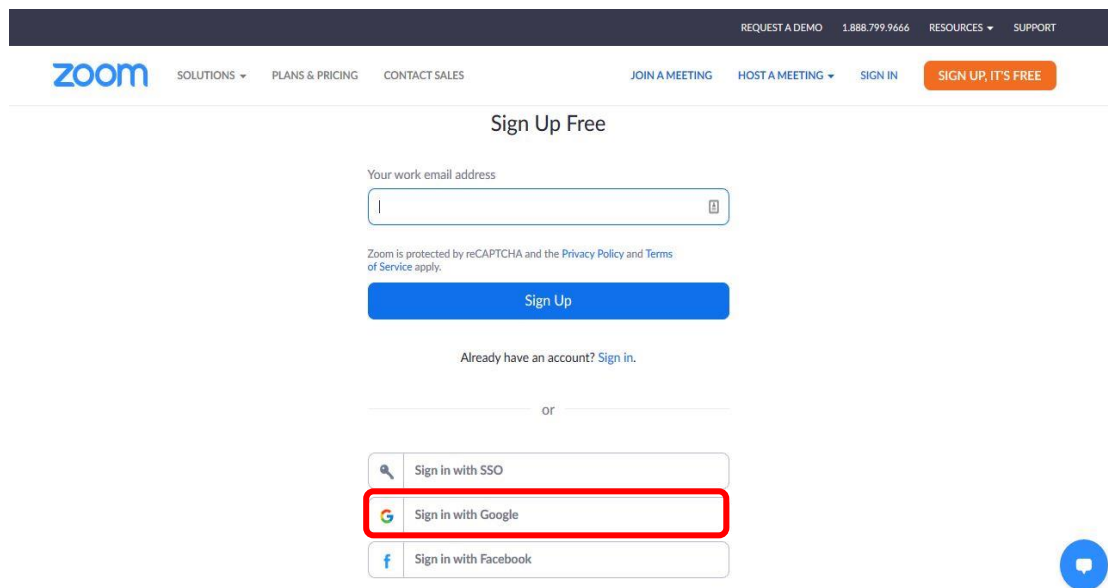 REQUEST A DEMO 1.888.799.9666 RESOURCES SUPPORT
zoom SOLUTIONS PLANS & PRICING CONTACT SALES JOIN A MEETING HOST A MEETING SIGN IN SIGN UP, IT'S FREE
Sign Up Free
Your work email address
Zoom is protected by reCAPTCHA and the Privacy Policy and Terms
of Service apply.
Sign Up
Already have an account? Sign in.
or
Sign in with SSO
Sign in with Google
Sign in with Facebook